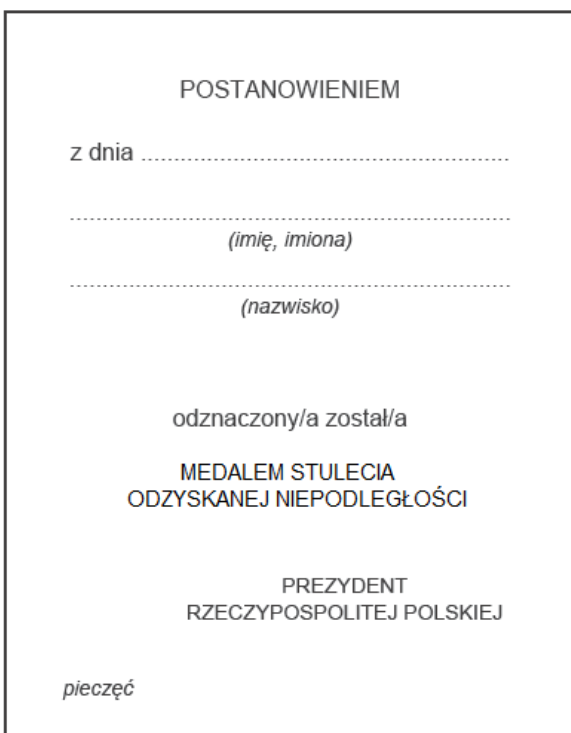 POSTANOWIENIEM
z dnia ........................................................
...................................................................
(imię, imiona)
...................................................................
(nazwisko)
odznaczony/a został/a
MEDALEM STULECIA
ODZYSKANEJ NIEPODLEGŁOŚCI
PREZYDENT
RZECZYPOSPOLITEJ POLSKIEJ
pieczęć